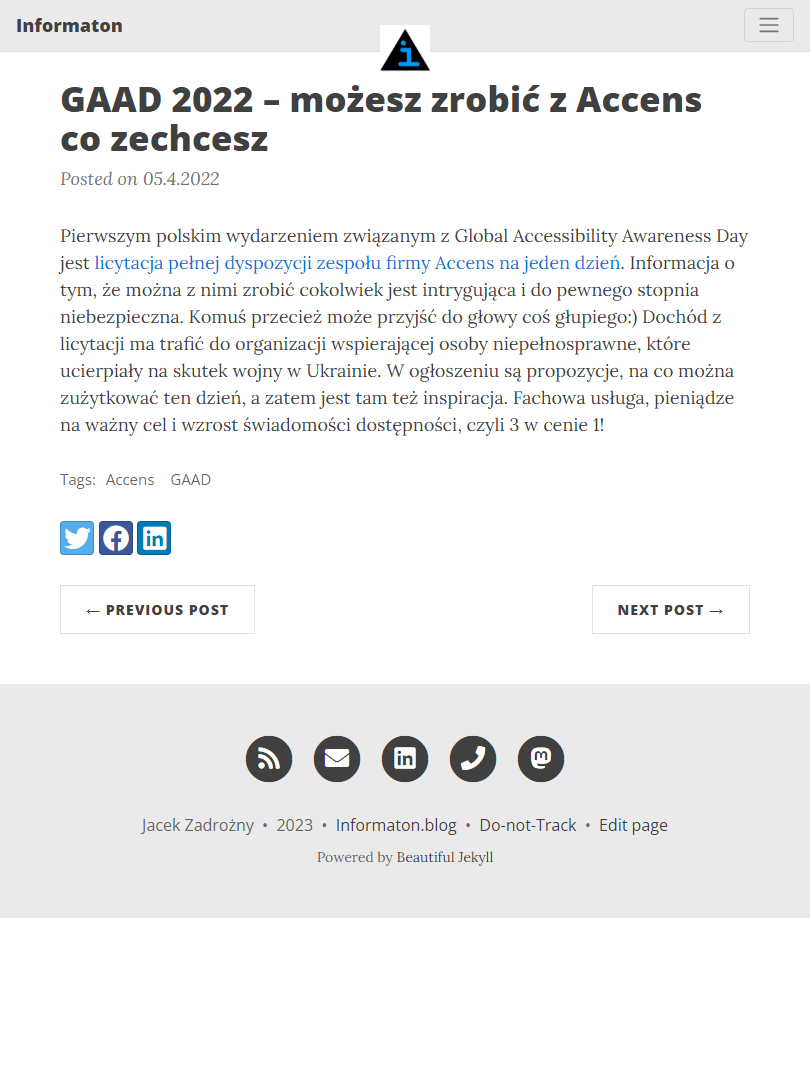 Informaton
GAAD 2022 – możesz zrobić z Accens
co zechcesz
Posted on 05.4.2022
Pierwszym polskim wydarzeniem związanym z Global Accessibility Awareness Day
jest licytacja pełnej dyspozycji zespołu firmy Accens na jeden dzień. Informacja o
tym, że można z nimi zrobić cokolwiek jest intrygująca i do pewnego stopnia
niebezpieczna. Komuś przecież może przyjść do głowy coś głupiego:) Dochód z
licytacji ma trafić do organizacji wspierającej osoby niepełnosprawne, które
ucierpiały na skutek wojny w Ukrainie. W ogłoszeniu są propozycje, na co można
zużytkować ten dzień, a zatem jest tam też inspiracja. Fachowa usługa, pieniądze
na ważny cel i wzrost świadomości dostępności, czyli 3 w cenie 1!
Tags: Accens GAAD
← PREVIOUS POST
NEXT POST →
Jacek Zadrożny • 2023 • Informaton.blog • Do-not-Track • Edit page
Powered by Beautiful Jekyll